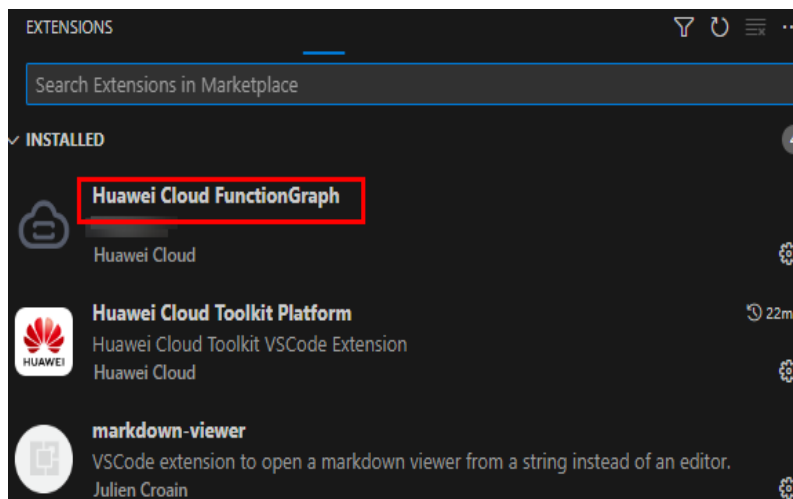 EXTENSIONS
Search Extensions in Marketplace
INSTALLED
Huawei Cloud FunctionGraph
Huawei Cloud
Huawei Cloud Toolkit Platform
22m
Huawei Cloud Toolkit VSCode Extension
HUAWEI
Huawei Cloud
markdown-viewer
VSCode extension to open a markdown viewer from a string instead of an editor.
Julien Croain